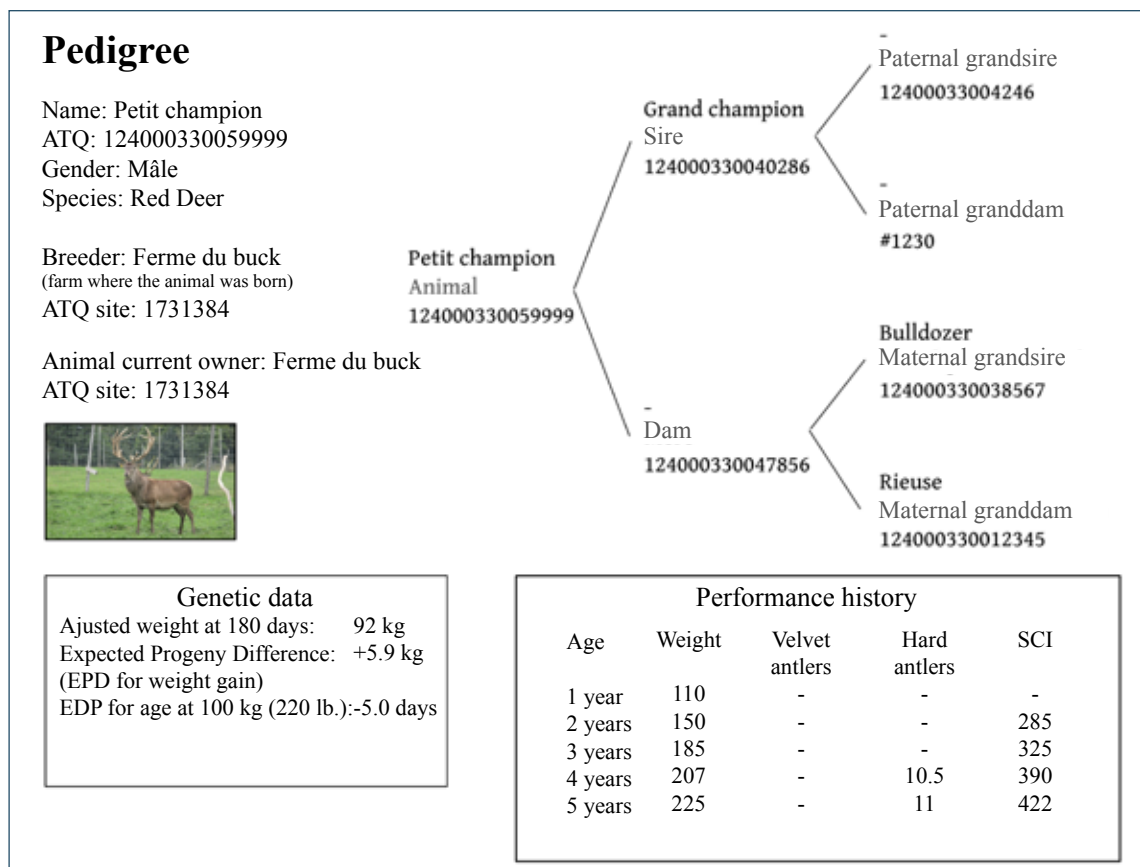 Pedigree
Name: Petit champion
ATQ: 124000330059999
Gender: Mâle
Species: Red Deer
Breeder: Ferme du buck
(farm where the animal was born)
ATQ site: 1731384
Animal current owner: Ferme du buck
ATQ site: 1731384
Petit champion
Animal
124000330059999
Grand champion
Sire
124000330040286
-
Dam
124000330047856
-
Paternal grandsire
12400033004246
-
Paternal granddam
#1230
Bulldozer
Maternal grandsire
124000330038567
Rieuse
Maternal granddam
124000330012345
Genetic data
Ajusted weight at 180 days: 92 kg
Expected Progeny Difference: +5.9 kg
(EPD for weight gain)
EDP for age at 100 kg (220 lb.):-5.0 days
Performance history
Age Weight Velvet antlers Hard antlers SCI
1 year 110 - - -
2 years 150 - - 285
3 years 185 - - 325
4 years 207 - 10.5 390
5 years 225 - 11 422